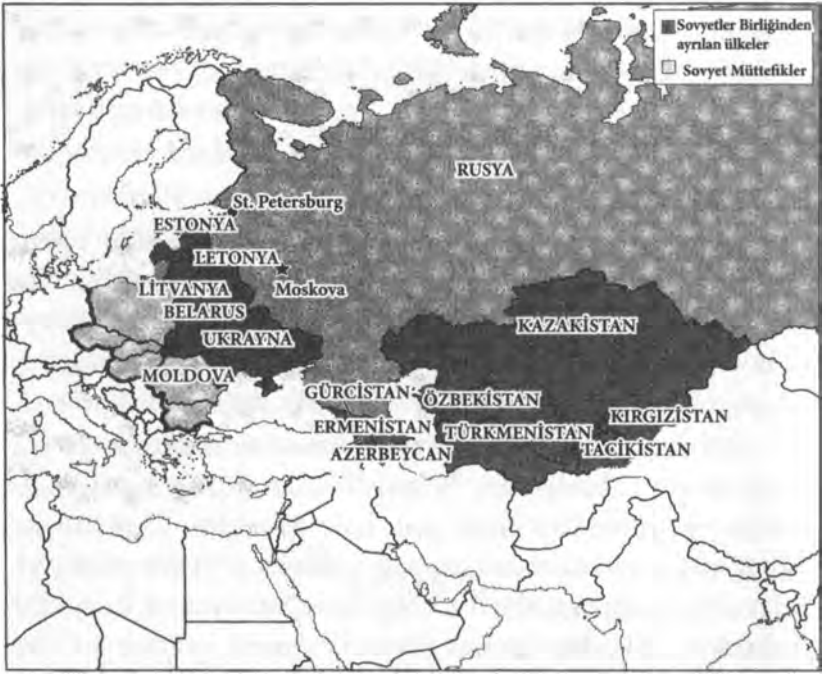 Sovyetler Birliğinden
ayrılan ülkeler
Sovyet Müttefikler
RUSYA
St. Petersburg
ESTONYA
LETONYA
Moskova
LİTVANYA
BELARUS
UKRAYNA
KAZAKİSTAN
MOLDOVA
GÜRCİSTAN
ÖZBEKİSTAN
KIRGIZİSTAN
ERMENİSTAN
TÜRKMENİSTAN
TACİKİSTAN
AZERBEYCAN